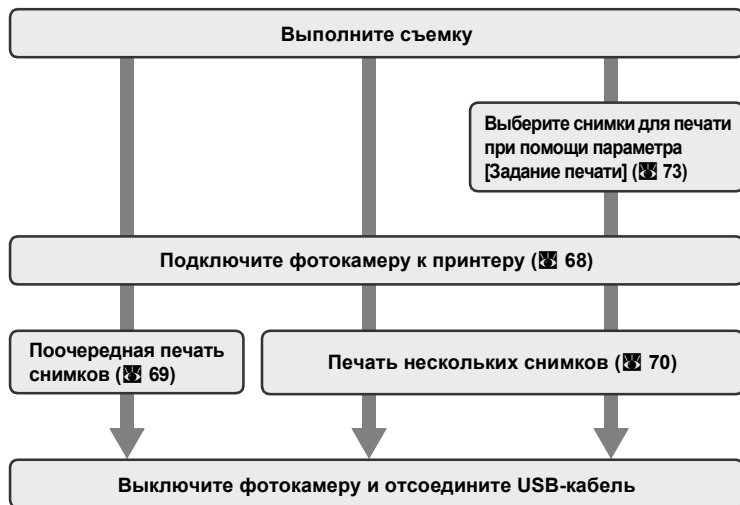 Выполните съемку
Выберите снимки для печати
при помощи параметра
[Задание печати] ( 73)
Подключите фотокамеру к принтеру ( 68)
Поочередная печать
снимков ( 69)
Печать нескольких снимков ( 70)
Выключите фотокамеру и отсоедините USB-кабель